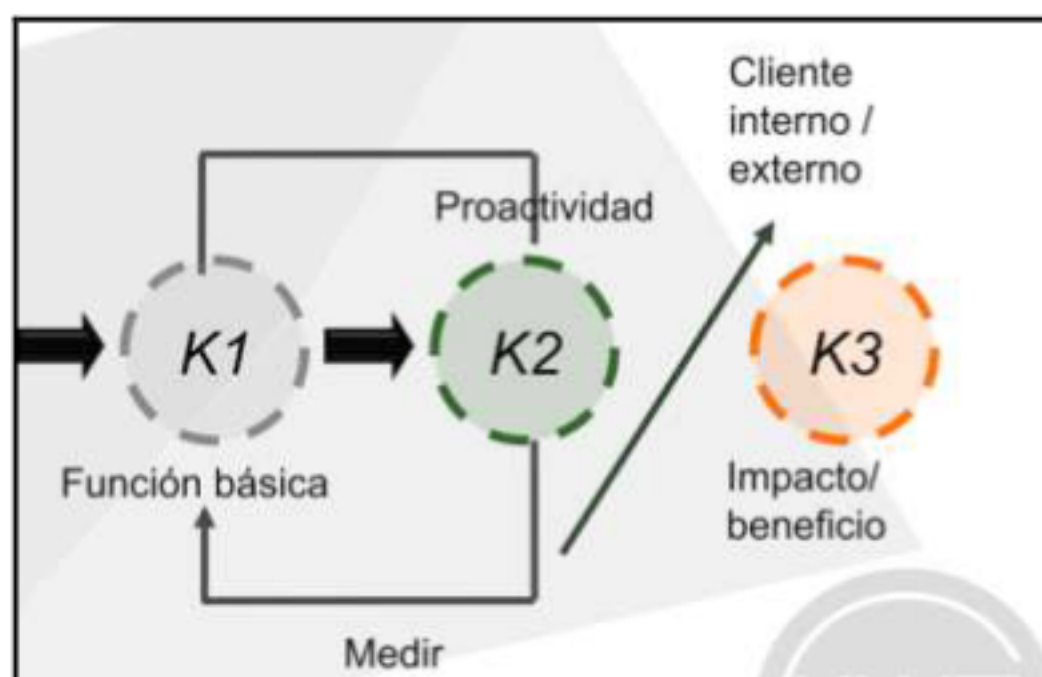 Cliente
interno /
externo
Proactividad
K1
K2
K3
Función básica
Impacto/
beneficio
Medir